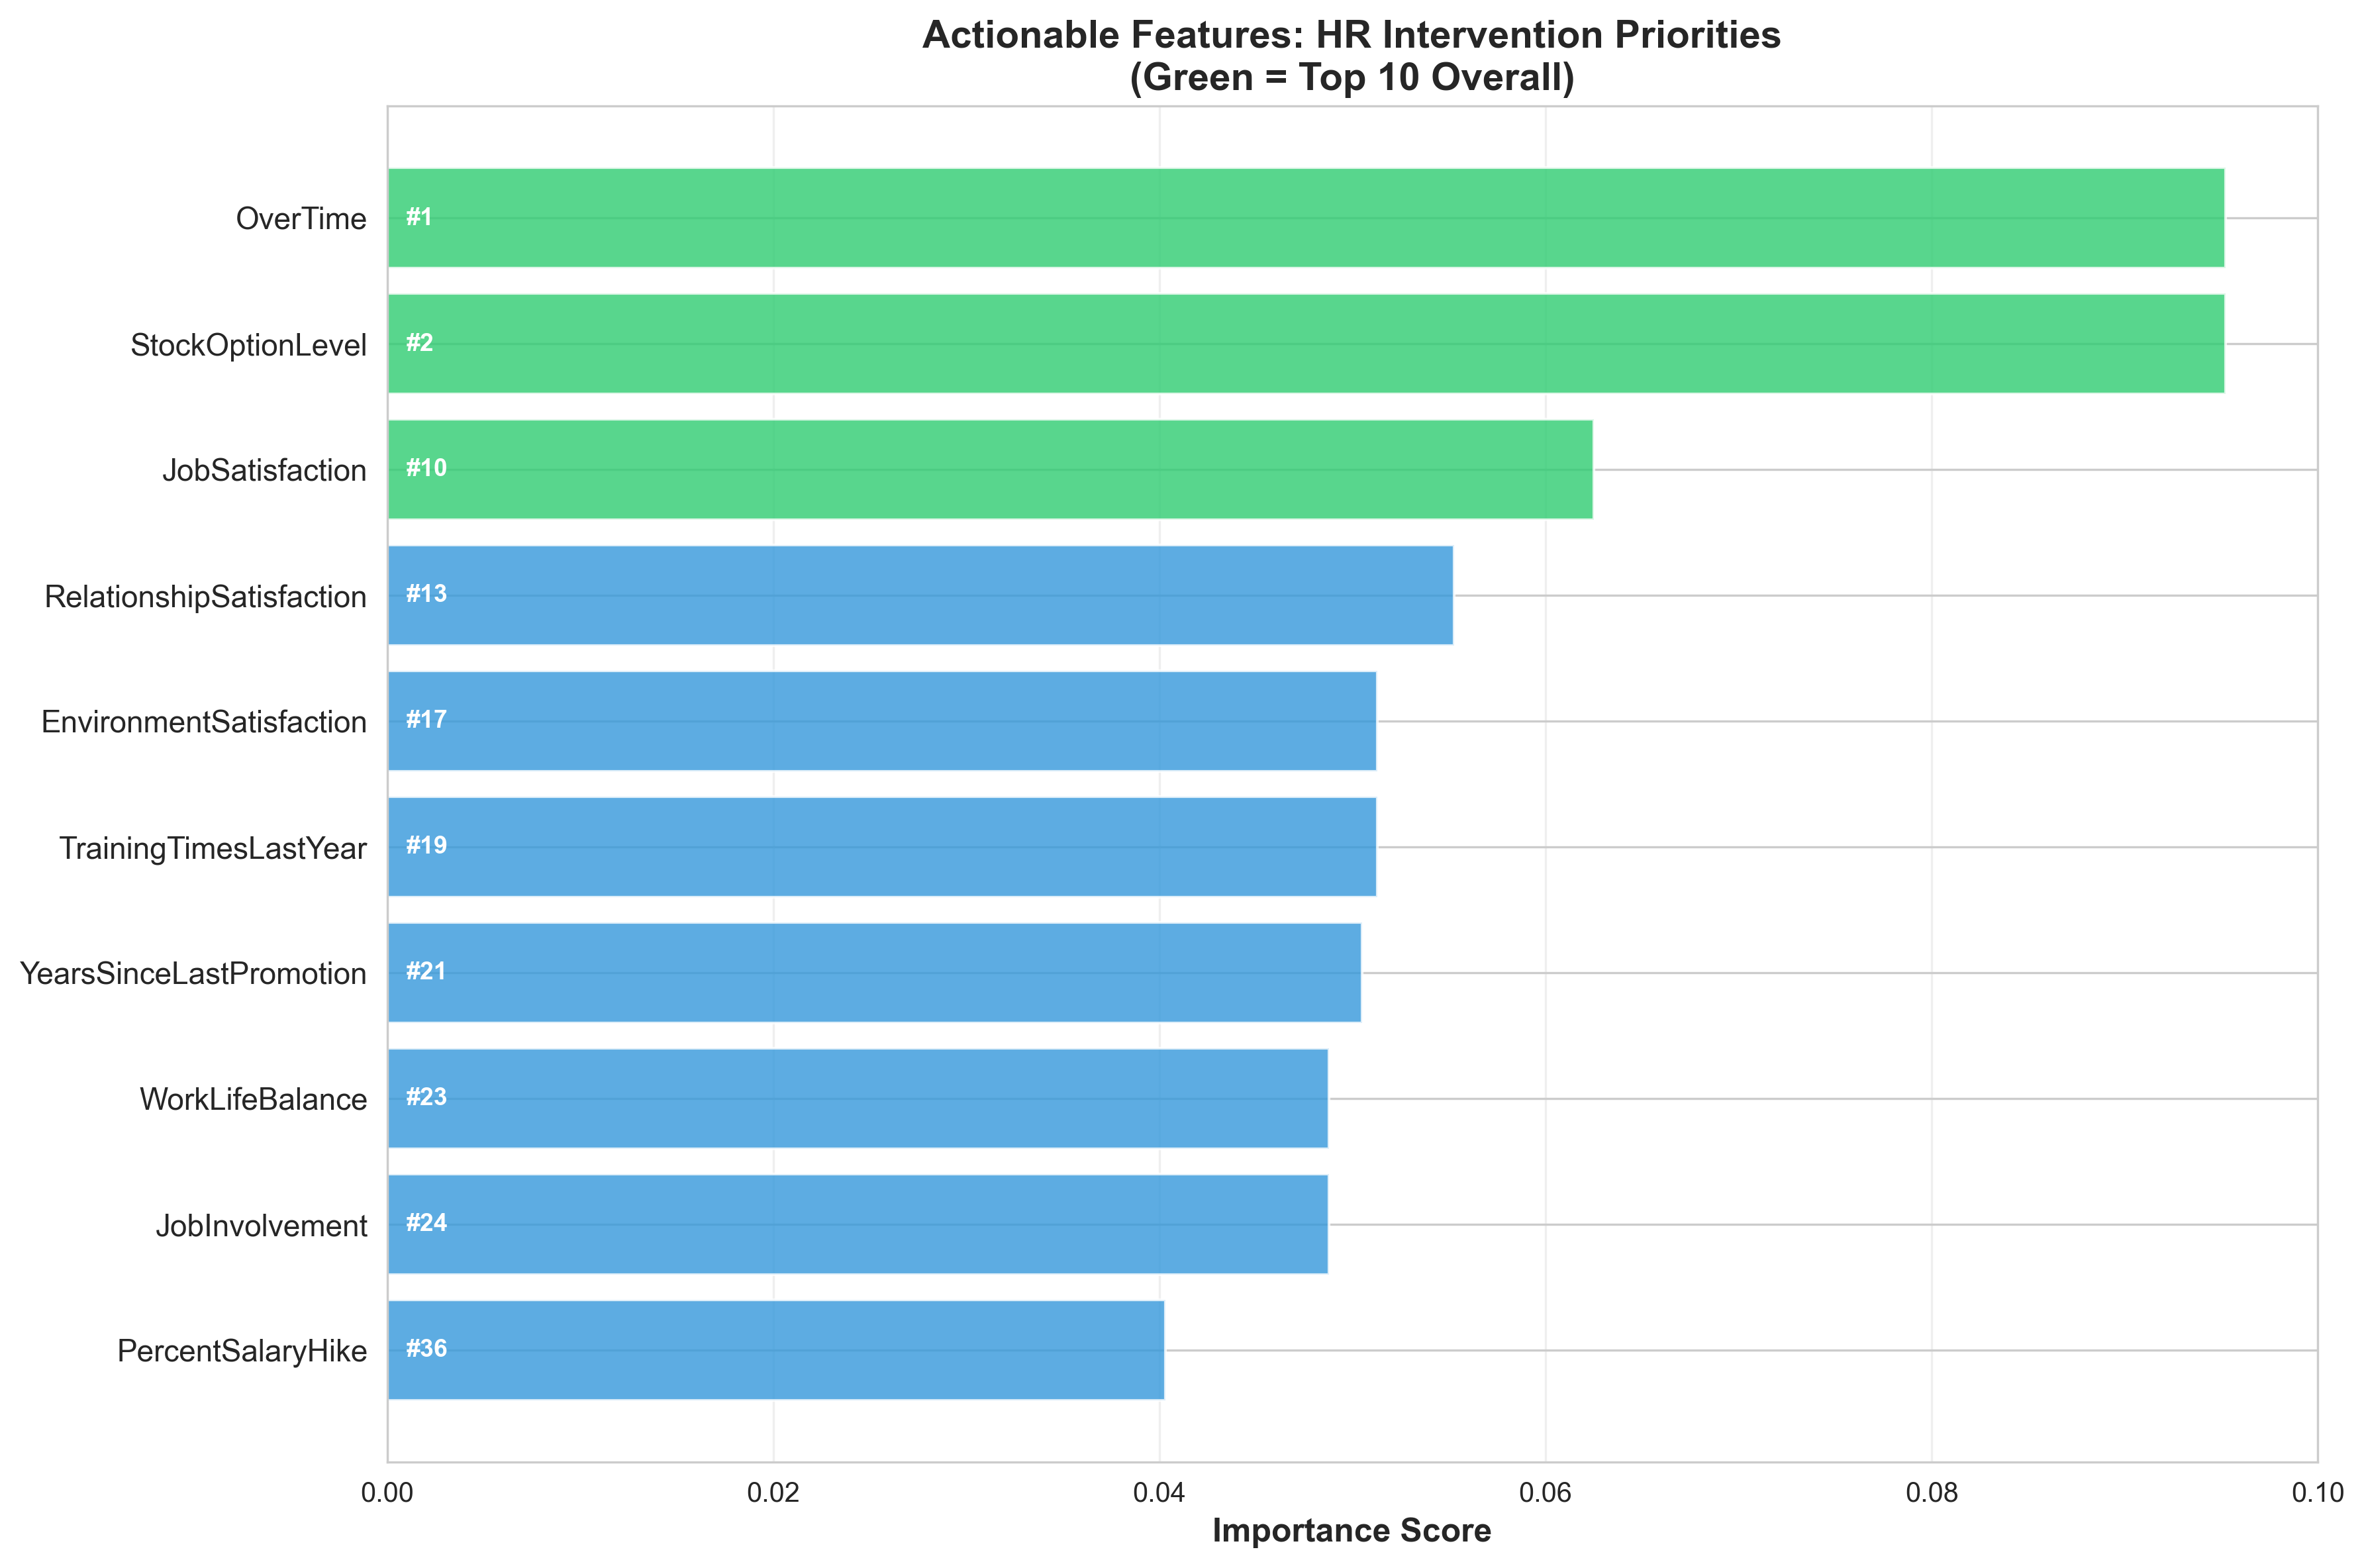 Actionable Features: HR Intervention Priorities
(Green = Top 10 Overall)
OverTime #1
StockOptionLevel #2
JobSatisfaction #10
RelationshipSatisfaction #13
EnvironmentSatisfaction #17
TrainingTimesLastYear #19
YearsSinceLastPromotion #21
WorkLifeBalance #23
JobInvolvement #24
PercentSalaryHike #36
0.00 0.02 0.04 0.06 0.08 0.10
Importance Score